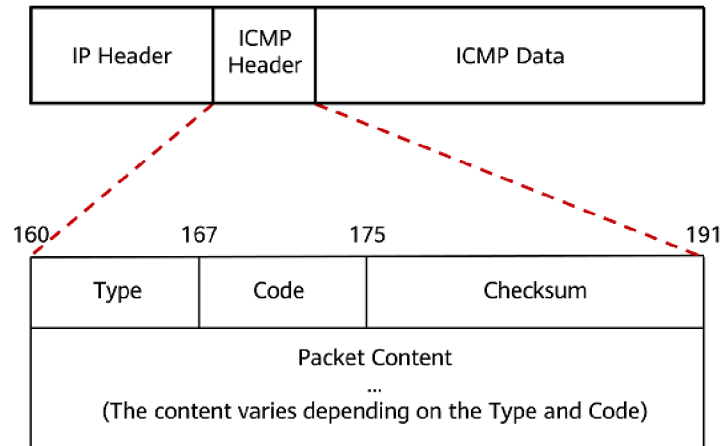 IP Header
ICMP
Header
ICMP Data
160
167
175
191
Type
Code
Checksum
Packet Content
...
(The content varies depending on the Type and Code)